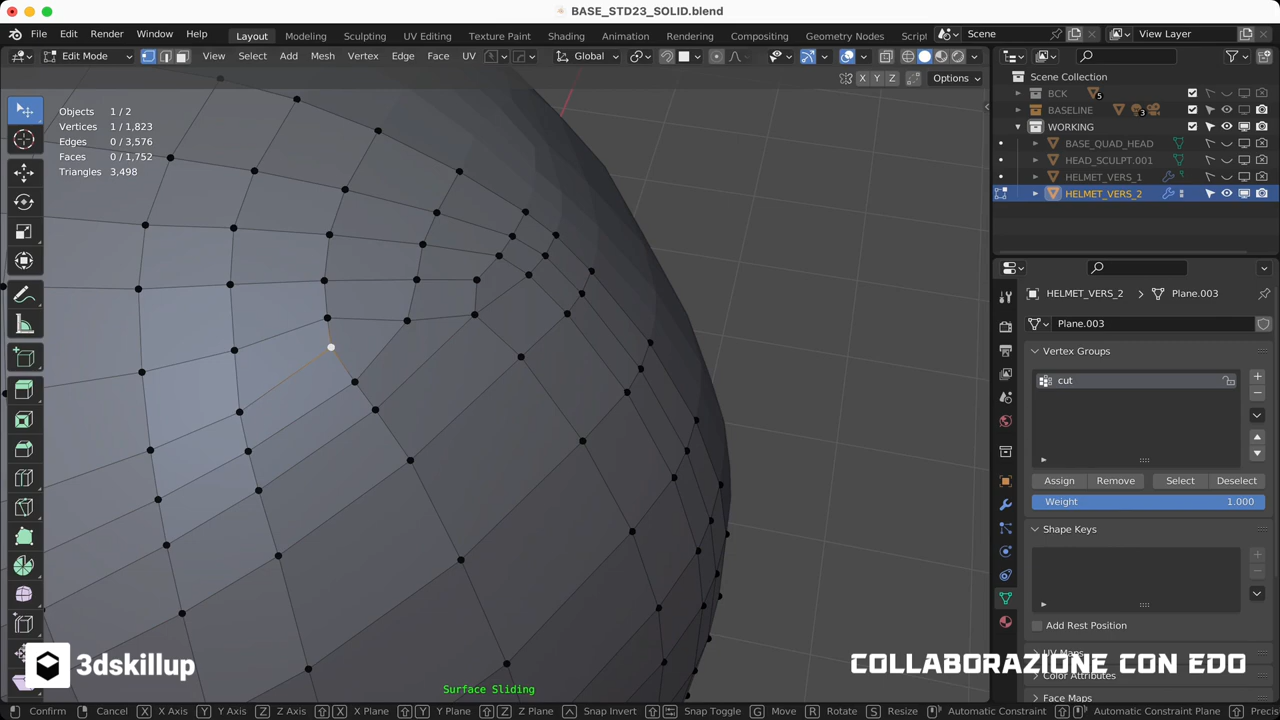 BASE_STD23_SOLID.blend
File Edit Render Window Help Layout Modeling Sculpting UV Editing Texture Paint Shading Animation Rendering Compositing Geometry Nodes Script Scene View Layer
Edit Mode View Select Add Mesh Vertex Edge Face UV Global
X Y Z Options
Objects 1 / 2
Vertices 1 / 1,823
Edges 0 / 3,576
Faces 0 / 1,752
Triangles 3,498
Scene Collection
BCK 5
BASELINE 3
WORKING
BASE_QUAD_HEAD
HEAD_SCULPT.001
HELMET_VERS_1
HELMET_VERS_2
HELMET_VERS_2 > Plane.003
Plane.003
Vertex Groups
cut
Assign Remove Select Deselect
Weight 1.000
Shape Keys
Add Rest Position
UV Maps
Color Attributes
Face Maps
3dskillup
COLLABORAZIONE CON EDO
Surface Sliding
Confirm Cancel X X Axis Y Y Axis Z Z Axis X X Plane Y Y Plane Z Z Plane Snap Invert Snap Toggle G Move R Rotate S Resize Automatic Constraint Automatic Constraint Plane Precis